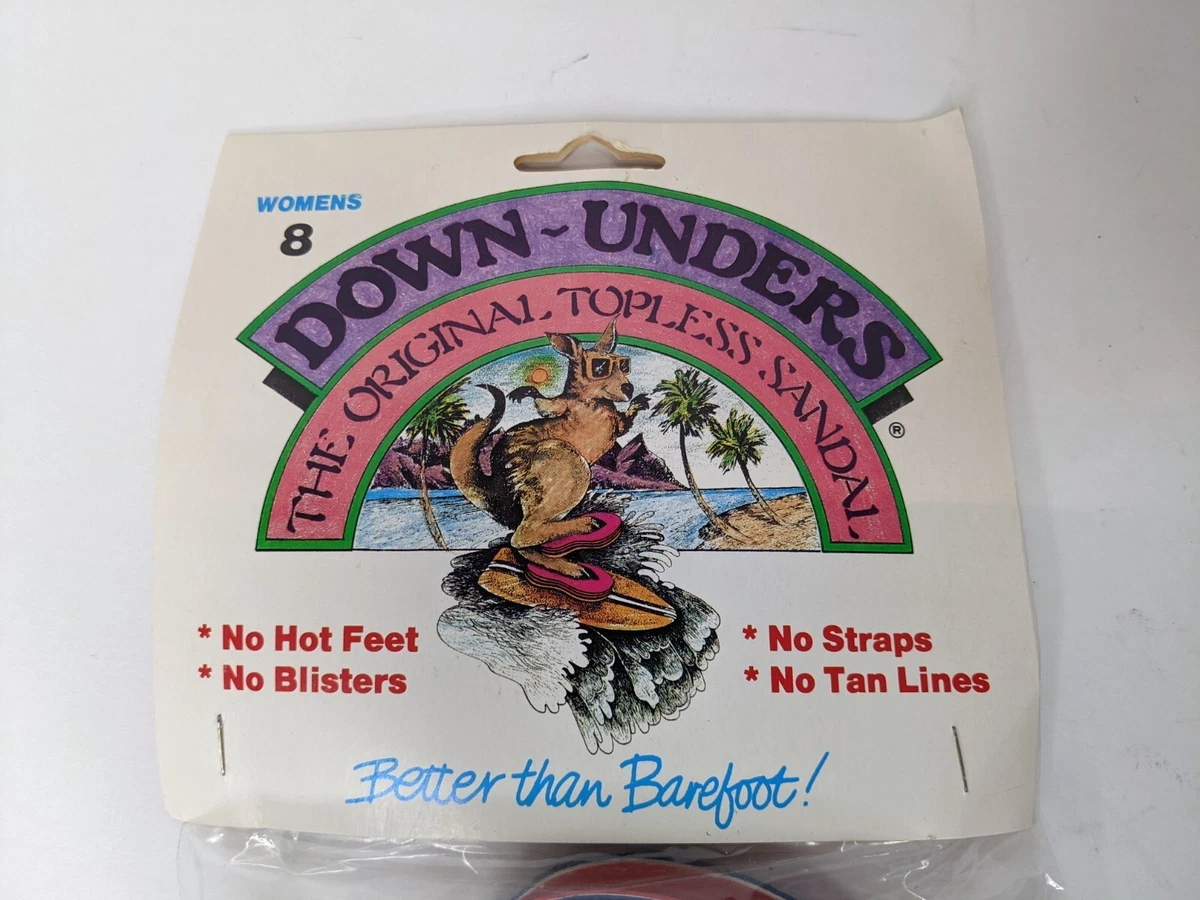 WOMENS
8
DOWN-UNDERS
THE ORIGINAL TOPLESS SANDAL
®
* No Hot Feet
* No Blisters
* No Straps
* No Tan Lines
Better than Barefoot!